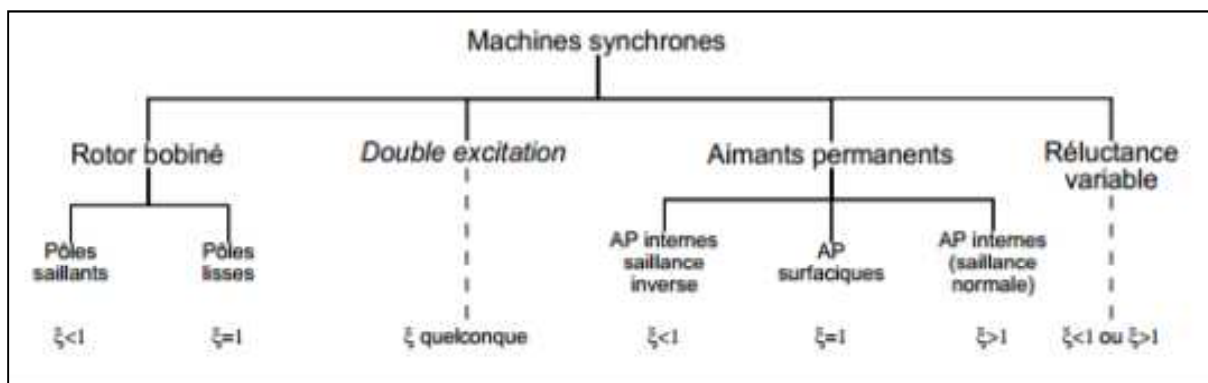 Machines synchrones
Rotor bobiné
Double excitation
Aimants permanents
Réluctance
variable
Pôles
saillants
Pôles
lisses
AP internes
saillance
inverse
AP
surfaciques
AP internes
(saillance
normale)
ξ<1
ξ=1
ξ quelconque
ξ<1
ξ=1
ξ>1
ξ<1 ou ξ>1